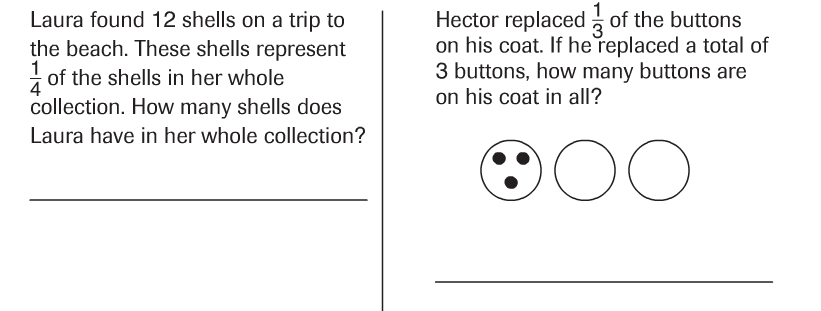 Laura found 12 shells on a trip to
the beach. These shells represent
1/4 of the shells in her whole
collection. How many shells does
Laura have in her whole collection?
Hector replaced 1/3 of the buttons
on his coat. If he replaced a total of
3 buttons, how many buttons are
on his coat in all?